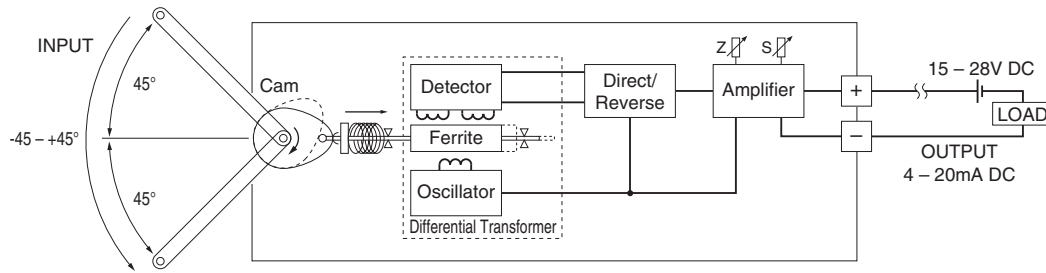 INPUT
45°
-45 – +45°
45°
Cam
Detector
Ferrite
Oscillator
Differential Transformer
Direct/
Reverse
Z
S
Amplifier
+
–
15 – 28V DC
LOAD
OUTPUT
4 – 20mA DC